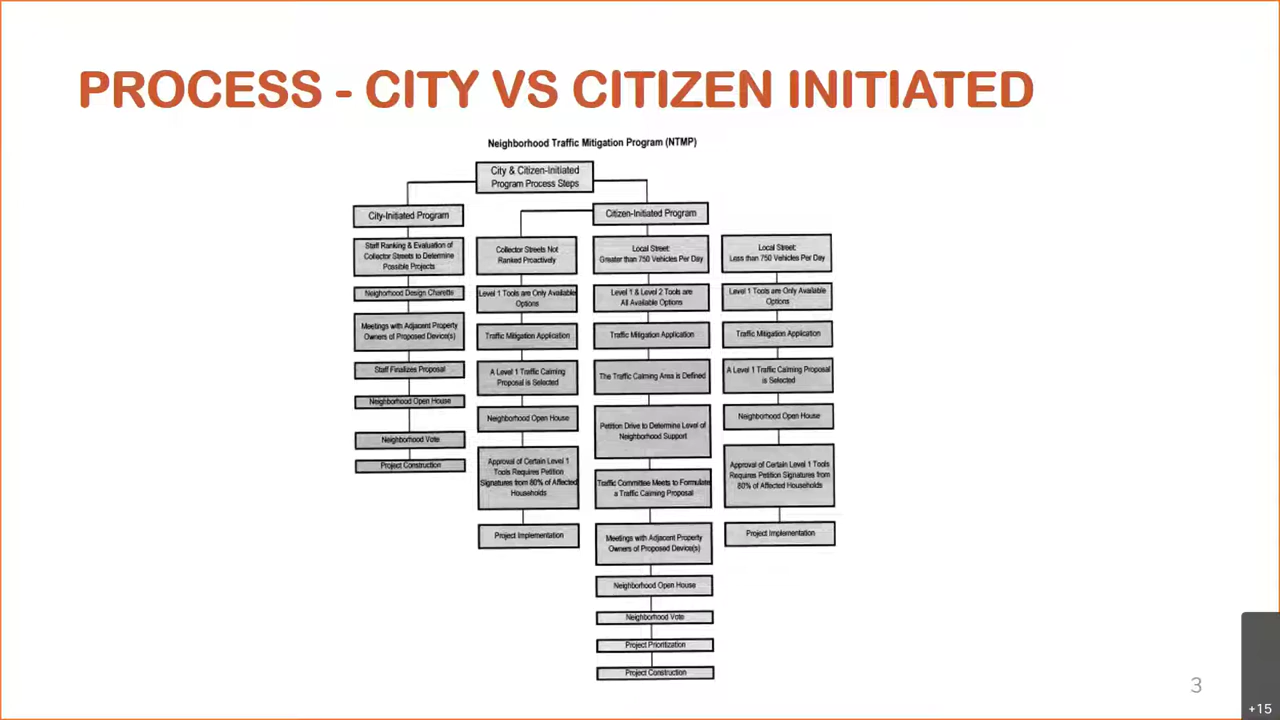 PROCESS - CITY VS CITIZEN INITIATED
Neighborhood Traffic Mitigation Program (NTMP)
City & Citizen-Initiated
Program Process Steps
City-Initiated Program
Staff Ranking & Evaluation of
Collector Streets to Determine
Possible Projects
Neighorhood Design Charette
Meetings with Adjacent Property
Owners of Proposed Device(s)
Staff Finalizes Proposal
Neighborhood Open House
Neighborhood Vote
Project Construction
Citizen-Initiated Program
Collector Streets Not
Ranked Proactively
Level 1 Tools are Only Available
Options
Traffic Mitigation Application
A Level 1 Traffic Calming
Proposal is Selected
Neighborhood Open House
Approval of Certain Level 1
Tools Requires Petition
Signatures from 80% of Affected
Households
Project Implementation
Local Street:
Greater than 750 Vehicles Per Day
Level 1 & Level 2 Tools are
All Available Options
Traffic Mitigation Application
The Traffic Calming Area is Defined
Petition Drive to Determine Level of
Neighborhood Support
Traffic Committee Meets to Formulate
a Traffic Calming Proposal
Meetings with Adjacent Property
Owners of Proposed Device(s)
Neighborhood Open House
Neighborhood Vote
Project Prioritization
Project Construction
Local Street:
Less than 750 Vehicles Per Day
Level 1 Tools are Only Available
Options
Traffic Mitigation Application
A Level 1 Traffic Calming Proposal
is Selected
Neighborhood Open House
Approval of Certain Level 1 Tools
Requires Petition Signatures from
80% of Affected Households
Project Implementation
3
+15